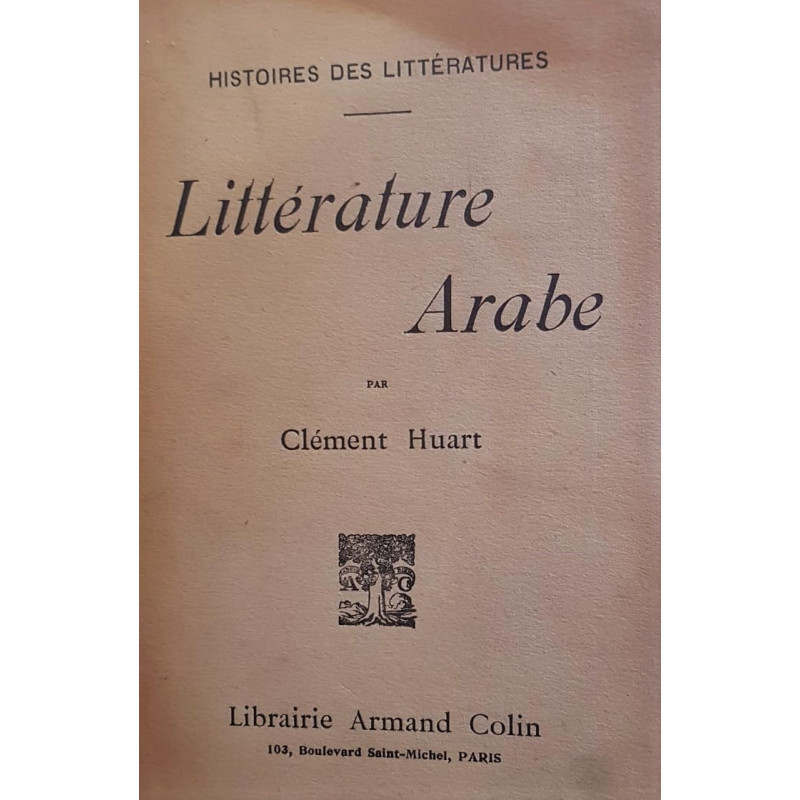 HISTOIRES DES LITTÉRATURES
Littérature
Arabe
PAR
Clément Huart
A C
Librairie Armand Colin
103, Boulevard Saint-Michel, PARIS